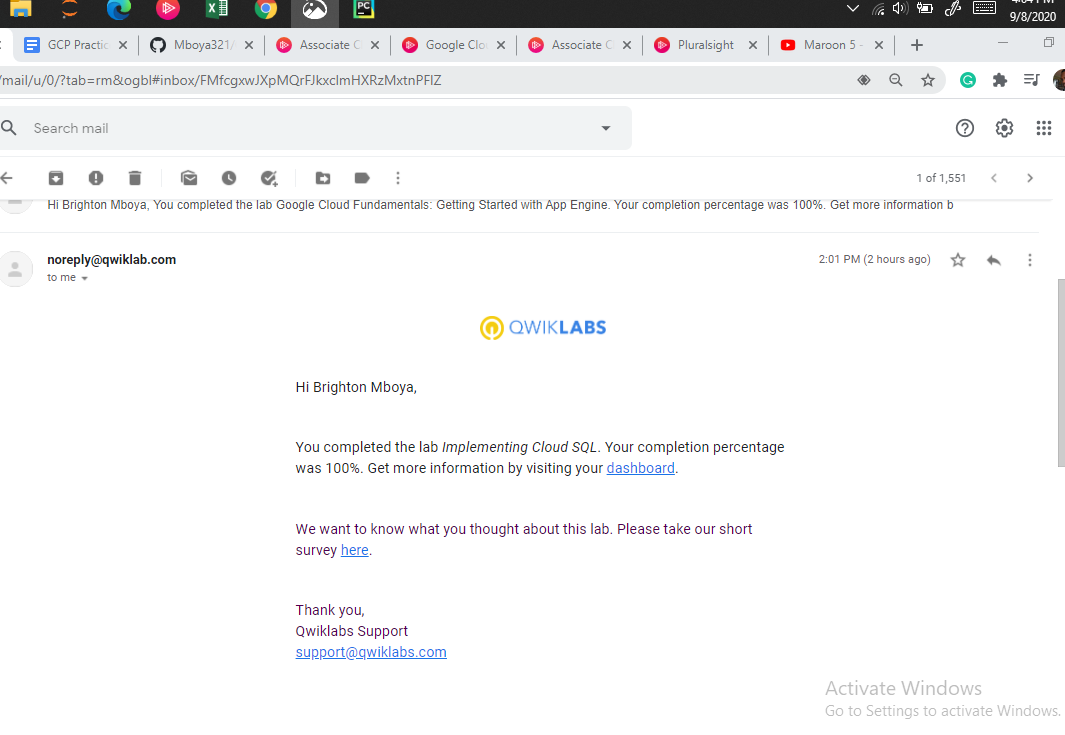 9/8/2020
GCP Practic
Mboya321/
Associate C
Google Clo
Associate C
Pluralsight
Maroon 5 -
/mail/u/0/?tab=rm&ogbl#inbox/FMfcgxwJXpMQrFJkxclmHXRzMxtnPFlZ
Search mail
1 of 1,551
Hi Brighton Mboya, You completed the lab Google Cloud Fundamentals: Getting Started with App Engine. Your completion percentage was 100%. Get more information b
noreply@qwiklab.com
2:01 PM (2 hours ago)
to me
QWIKLABS
Hi Brighton Mboya,
You completed the lab Implementing Cloud SQL. Your completion percentage
was 100%. Get more information by visiting your dashboard.
We want to know what you thought about this lab. Please take our short
survey here.
Thank you,
Qwiklabs Support
support@qwiklabs.com
Activate Windows
Go to Settings to activate Windows.